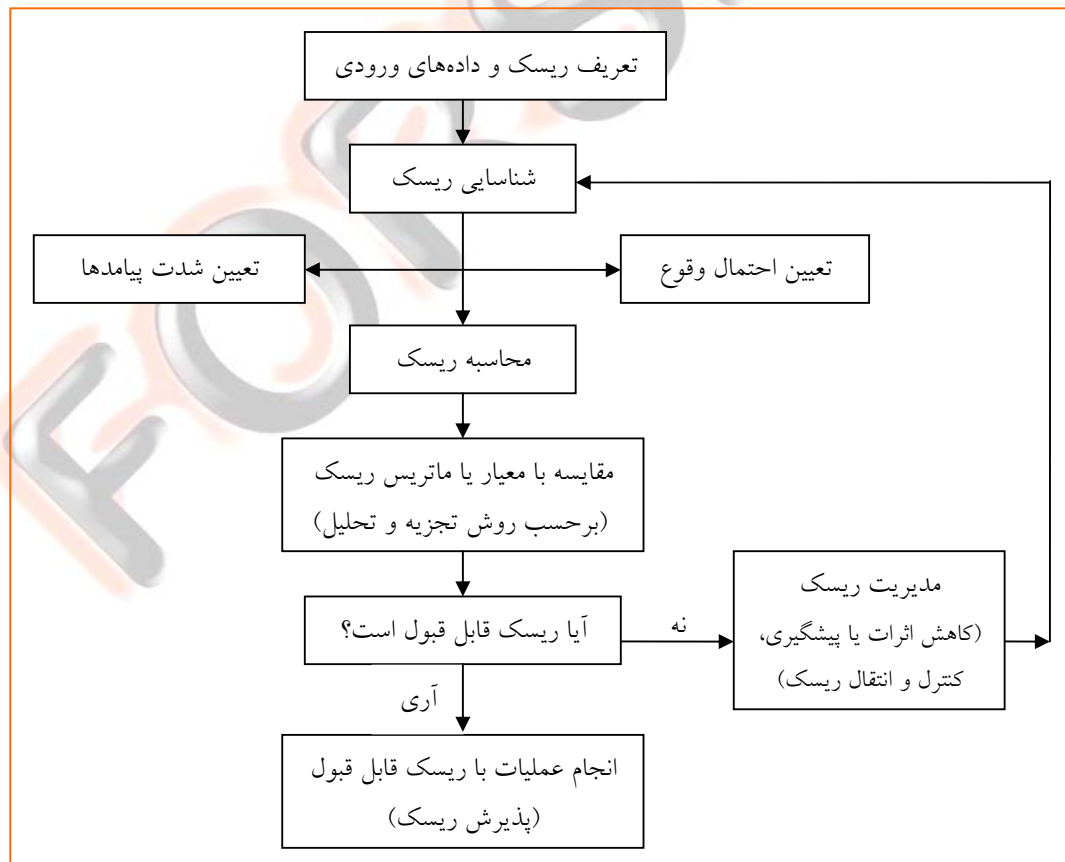 تعریف ریسک و داده‌های ورودی
شناسایی ریسک
تعیین احتمال وقوع
تعیین شدت پیامدها
محاسبه ریسک
مقایسه با معیار یا ماتریس ریسک
(برحسب روش تجزیه و تحلیل)
آیا ریسک قابل قبول است؟
نه
مدیریت ریسک
(کاهش اثرات یا پیشگیری،
کنترل و انتقال ریسک)
آری
انجام عملیات با ریسک قابل قبول
(پذیرش ریسک)
FORS